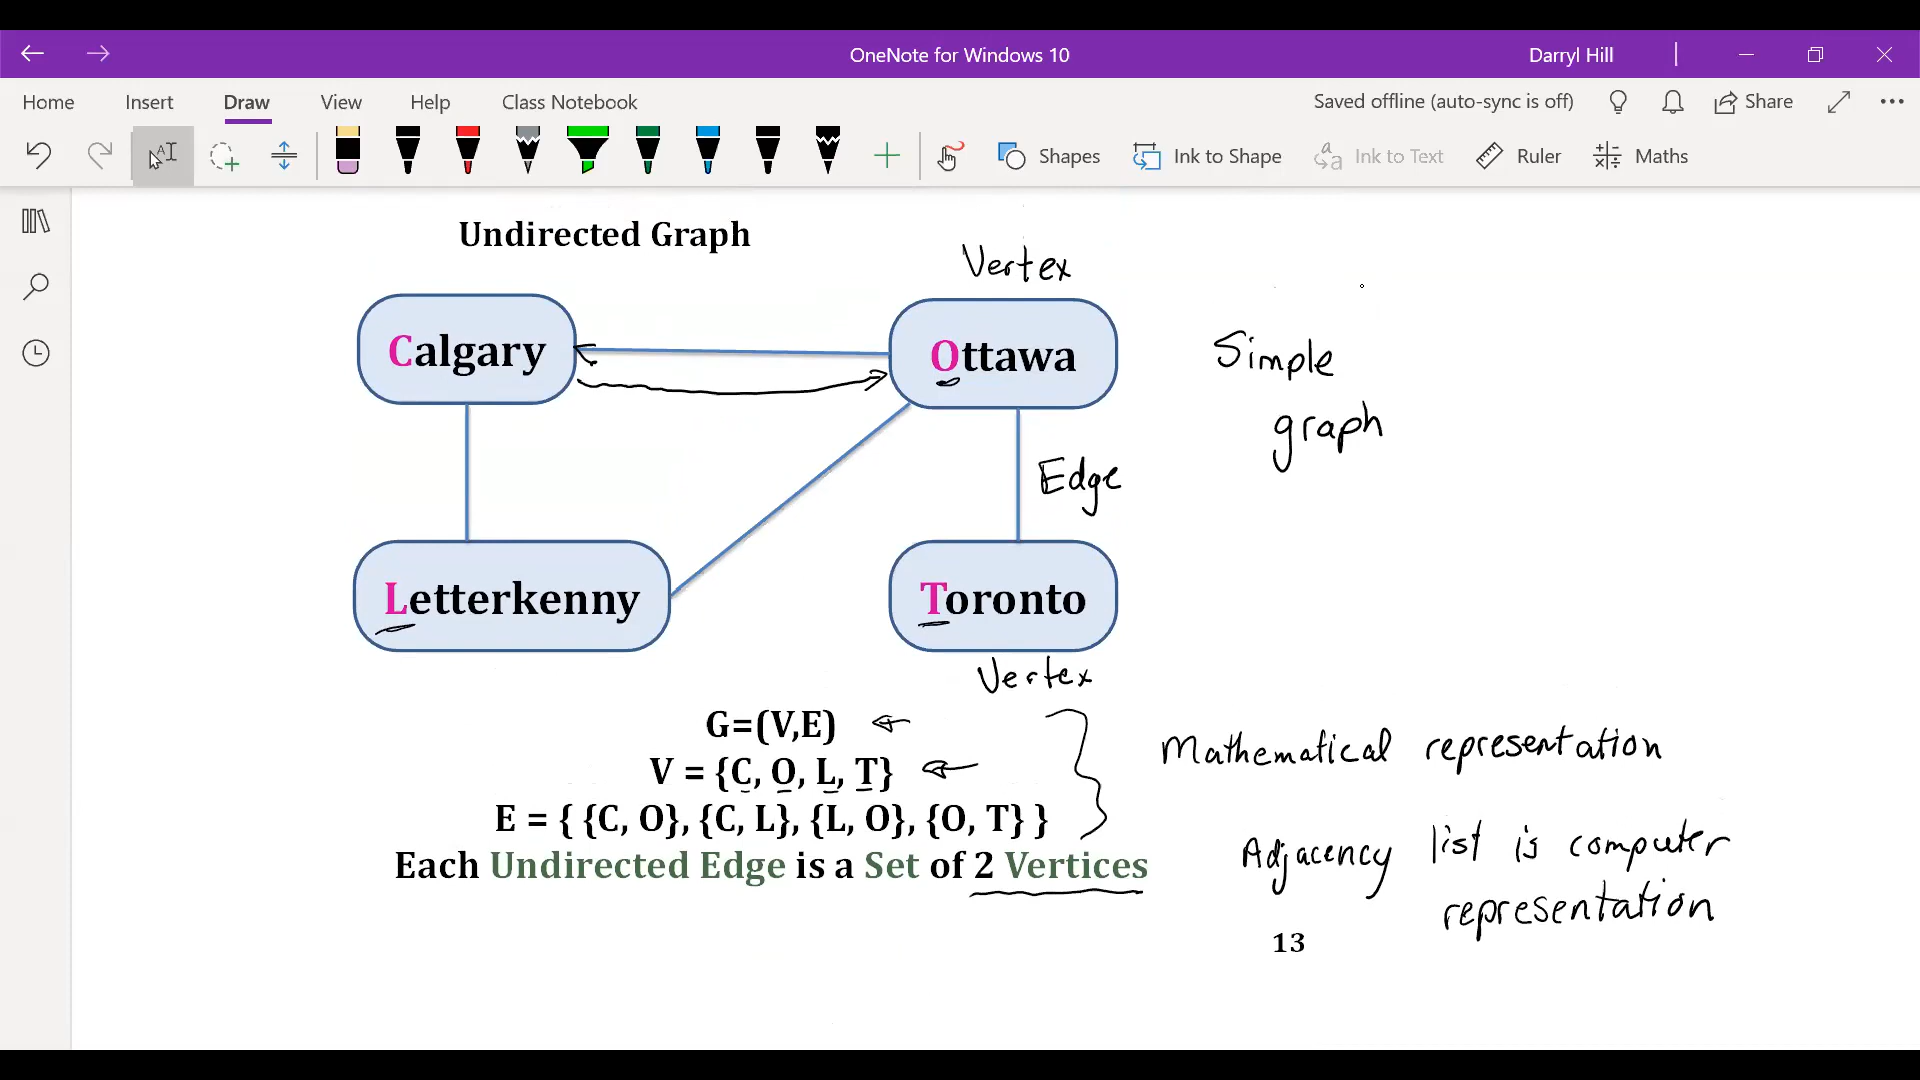 OneNote for Windows 10
Darryl Hill
Home Insert Draw View Help Class Notebook
Saved offline (auto-sync is off) Share
Shapes Ink to Shape Ink to Text Ruler Maths
Undirected Graph
Vertex
Calgary
Ottawa
Simple
graph
Edge
Letterkenny
Toronto
Vertex
G=(V,E)
V = {C, O, L, T}
E = { {C, O}, {C, L}, {L, O}, {O, T} }
Each Undirected Edge is a Set of 2 Vertices
Mathematical representation
Adjacency list is computer
representation
13